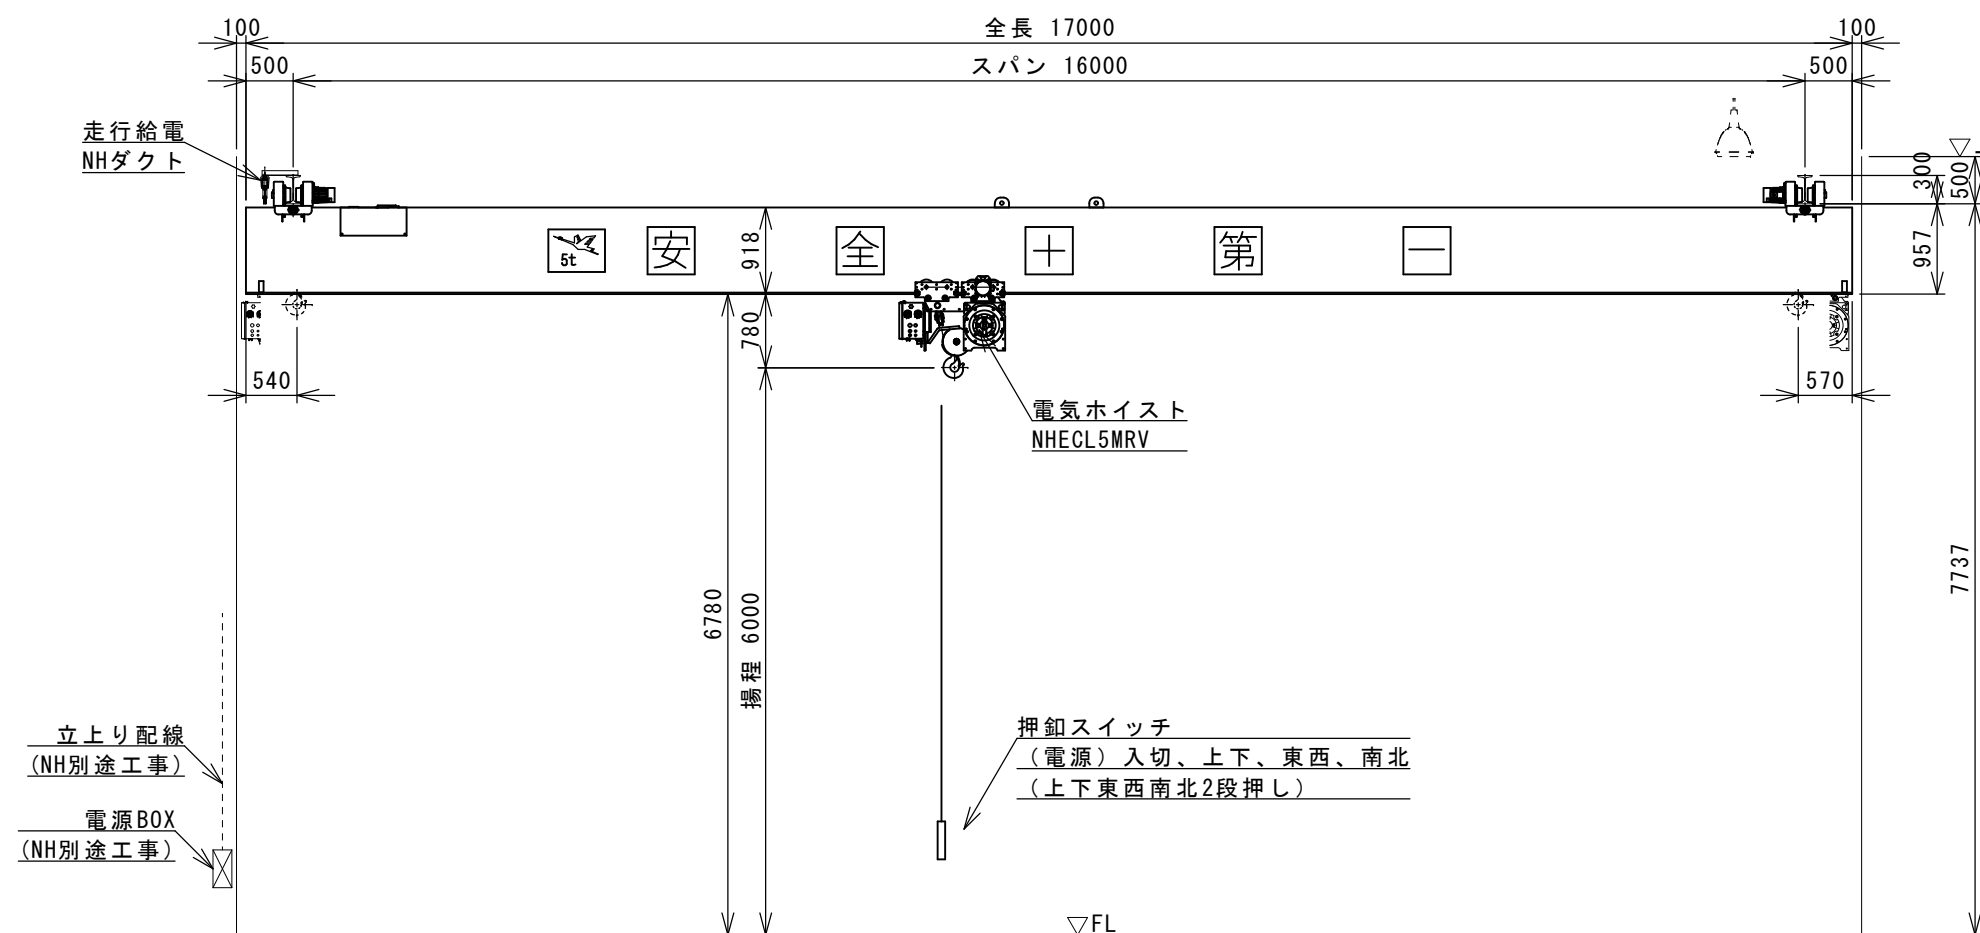 100
全長 17000
100
500
スパン 16000
500
走行給電
NHダクト
300
500
5t
安 全 十 第 一
918
957
780
540
570
電気ホイスト
NHECL5MRV
7737
6780
揚程 6000
立上り配線
(NH別途工事)
押釦スイッチ
(電源)入切、上下、東西、南北
(上下東西南北2段押し)
電源BOX
(NH別途工事)
▽FL